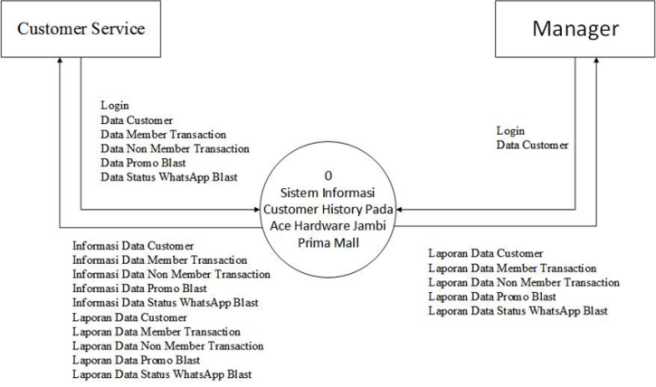 Customer Service
Manager
Login
Data Customer
Data Member Transaction
Data Non Member Transaction
Data Promo Blast
Data Status WhatsApp Blast
Login
Data Customer
0
Sistem Informasi
Customer History Pada
Ace Hardware Jambi
Prima Mall
Informasi Data Customer
Informasi Data Member Transaction
Informasi Data Non Member Transaction
Informasi Data Promo Blast
Informasi Data Status WhatsApp Blast
Laporan Data Customer
Laporan Data Member Transaction
Laporan Data Non Member Transaction
Laporan Data Promo Blast
Laporan Data Status WhatsApp Blast
Laporan Data Customer
Laporan Data Member Transaction
Laporan Data Non Member Transaction
Laporan Data Promo Blast
Laporan Data Status WhatsApp Blast